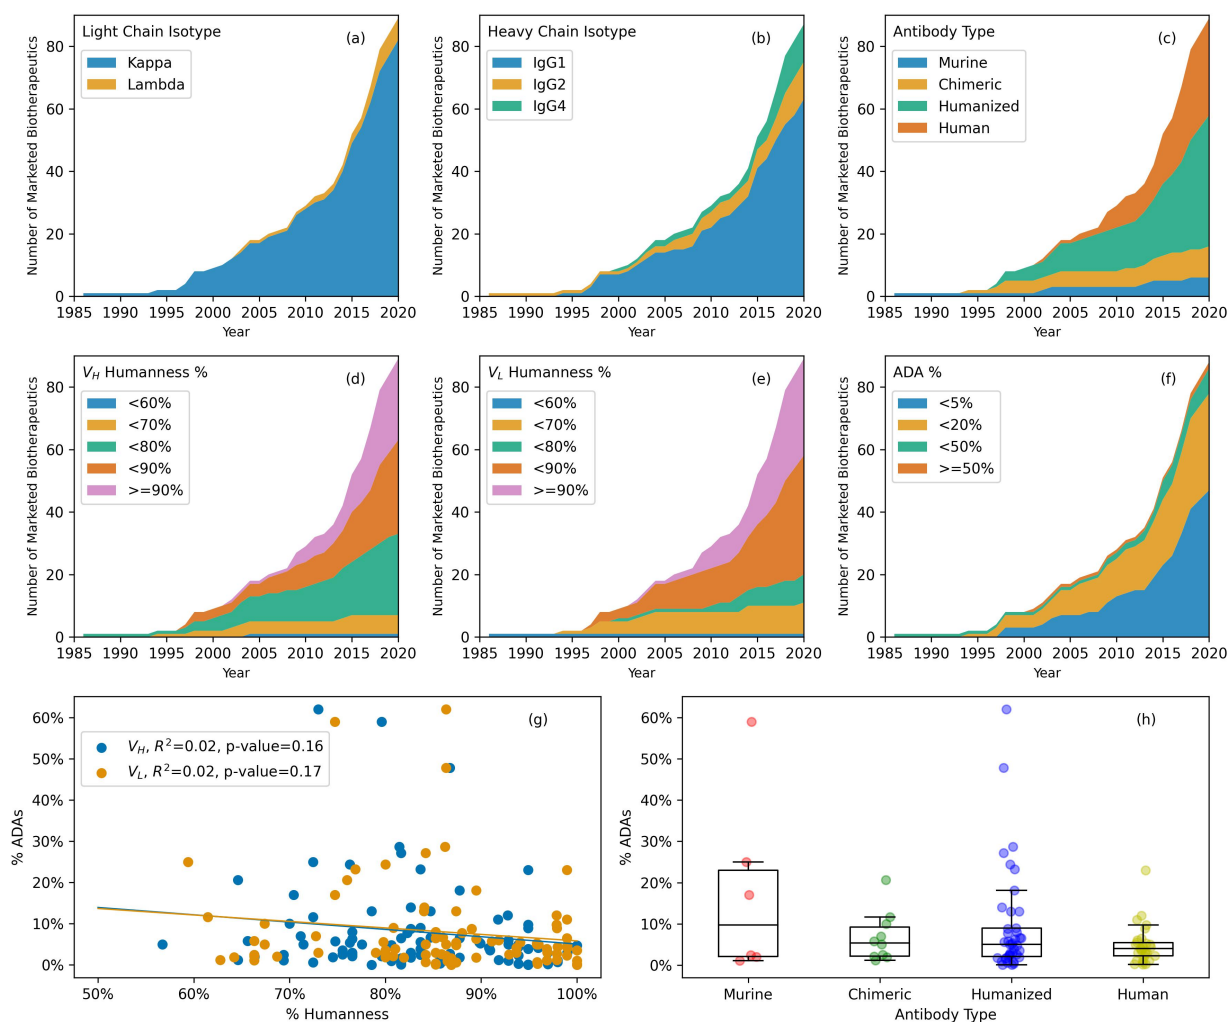 Light Chain Isotype
(a)
Kappa
Lambda
Number of Marketed Biotherapeutics
80
60
40
20
0
1985 1990 1995 2000 2005 2010 2015 2020
Year
Heavy Chain Isotype
(b)
IgG1
IgG2
IgG4
Number of Marketed Biotherapeutics
80
60
40
20
0
1985 1990 1995 2000 2005 2010 2015 2020
Year
Antibody Type
(c)
Murine
Chimeric
Humanized
Human
Number of Marketed Biotherapeutics
80
60
40
20
0
1985 1990 1995 2000 2005 2010 2015 2020
Year
V_H Humanness %
(d)
<60%
<70%
<80%
<90%
>=90%
Number of Marketed Biotherapeutics
80
60
40
20
0
1985 1990 1995 2000 2005 2010 2015 2020
Year
V_L Humanness %
(e)
<60%
<70%
<80%
<90%
>=90%
Number of Marketed Biotherapeutics
80
60
40
20
0
1985 1990 1995 2000 2005 2010 2015 2020
Year
ADA %
(f)
<5%
<20%
<50%
>=50%
Number of Marketed Biotherapeutics
80
60
40
20
0
1985 1990 1995 2000 2005 2010 2015 2020
Year
(g)
V_H, R²=0.02, p-value=0.16
V_L, R²=0.02, p-value=0.17
% ADAs
60%
50%
40%
30%
20%
10%
0%
50% 60% 70% 80% 90% 100%
% Humanness
(h)
% ADAs
60%
50%
40%
30%
20%
10%
0%
Murine Chimeric Humanized Human
Antibody Type